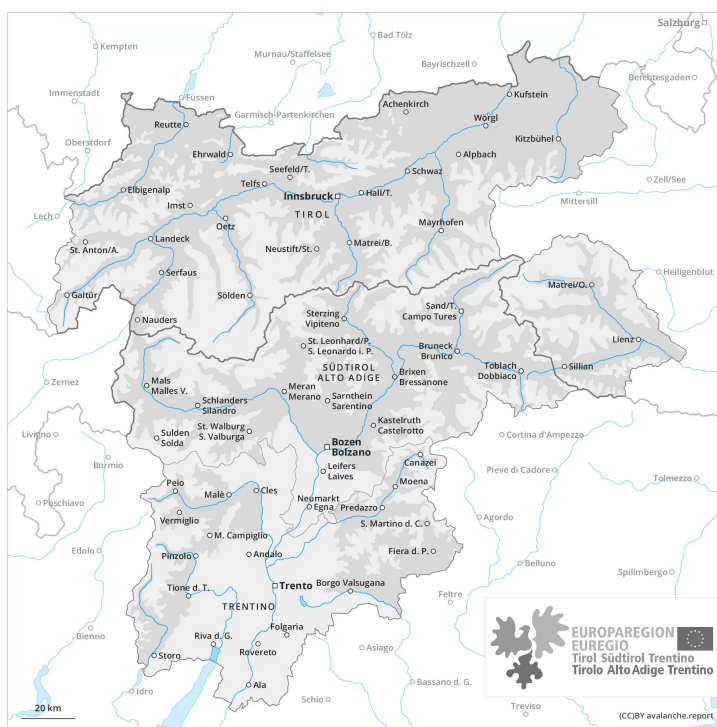 Salzburg
Kempten
Bad Tölz
Murnau/Staffelsee
Bayrischzell
Berchtesgaden
Immenstadt
Füssen
Achenkirch
Kufstein
Garmisch-Partenkirchen
Wörgl
Reutte
Oberstdorf
Kitzbühel
Ehrwald
Alpbach
Seefeld/T.
Schwaz
Zell/See
Telfs
Elbigenalp
Innsbruck
Hall/T.
Mittersill
Imst
TIROL
Lech
Oetz
Mayrhofen
Landeck
Matrei/B.
St. Anton/A.
Neustift/St.
Serfaus
Heiligenblut
Galtür
Sölden
Matrei/O.
Sand/T.
Campo Tures
Nauders
Sterzing
Vipiteno
Lienz
St. Leonhard/P.
S. Leonardo i. P.
Bruneck
Brunico
SÜDTIROL
ALTO ADIGE
Toblach
Dobbiaco
Sillian
Brixen
Bressanone
Zernez
Mals
Malles V.
Meran
Merano
Sarnthein
Sarentino
Schlanders
Silandro
Kastelruth
Castelrotto
St. Walburg
S. Valburga
Livigno
Sulden
Solda
Cortina d'Ampezzo
Bozen
Bolzano
Bormio
Canazei
Leifers
Laives
Pieve di Cadore
Tolmezzo
Peio
Moena
Malè
Cles
Poschiavo
Neumarkt
Egna
Predazzo
Vermiglio
Agordo
S. Martino d. C.
M. Campiglio
Edolo
Pinzolo
Andalo
Fiera d. P.
Belluno
Spilimbergo
Tione d. T.
Trento
Borgo Valsugana
Feltre
TRENTINO
Bienno
Folgaria
Riva d. G.
Rovereto
Asiago
Storo
Bassano d. G.
Ala
Idro
Schio
Treviso
EUROPAREGION
EUREGIO
Tirol Südtirol Trentino
Tirolo Alto Adige Trentino
20 km
(CC)BY avalanche.report